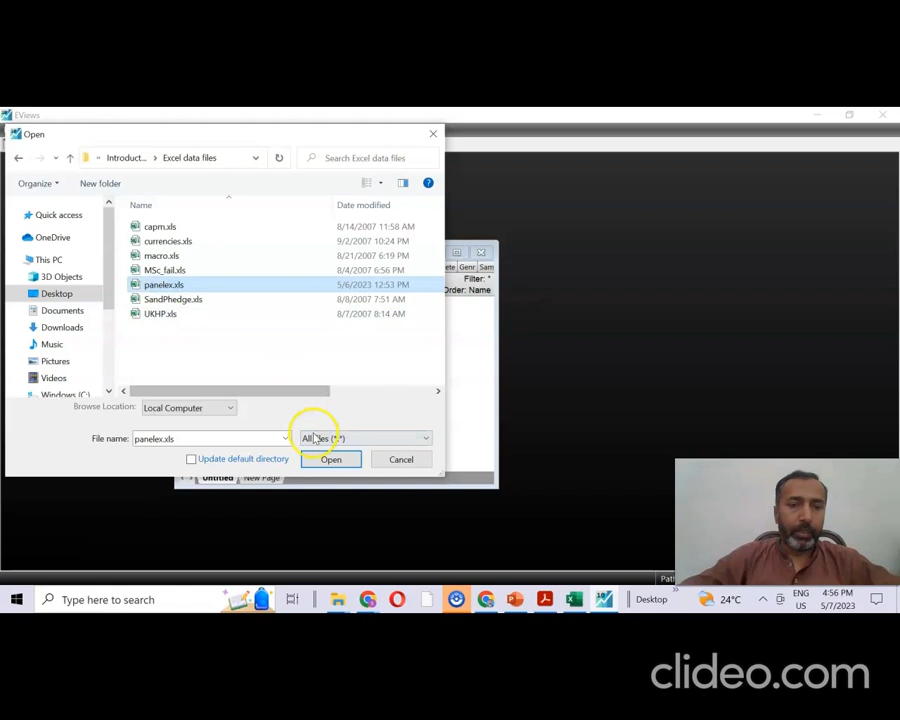 EViews
Open
Introduct... Excel data files
Search Excel data files
Organize
New folder
Name
Date modified
Quick access
OneDrive
This PC
3D Objects
Desktop
Documents
Downloads
Music
Pictures
Videos
Windows (C:)
capm.xls 8/14/2007 11:58 AM
currencies.xls 9/2/2007 10:24 PM
macro.xls 8/21/2007 6:19 PM
MSc_fail.xls 8/4/2007 6:56 PM
panelex.xls 5/6/2023 12:53 PM
SandPhedge.xls 8/8/2007 7:51 AM
UKHP.xls 8/7/2007 8:14 AM
ete Genr Sam
Filter: *
Order: Name
Browse Location: Local Computer
File name: panelex.xls
Update default directory
Open
Cancel
Untitled New Page
Path
Type here to search
Desktop
24°C
ENG
US
4:56 PM
5/7/2023
clideo.com